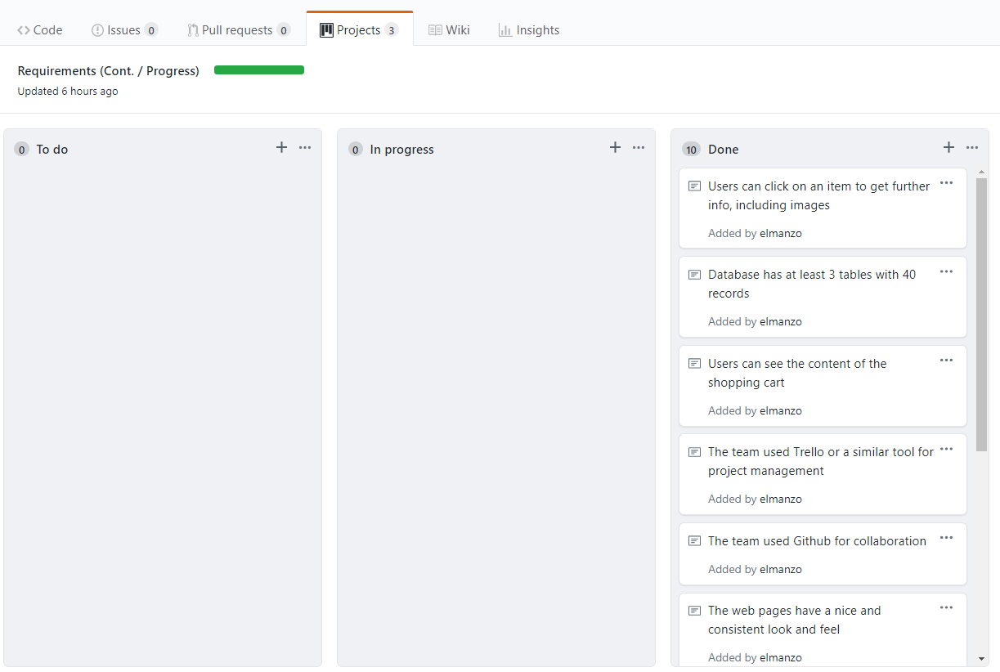 Code Issues 0 Pull requests 0 Projects 3 Wiki Insights
Requirements (Cont. / Progress)
Updated 6 hours ago
0 To do
0 In progress
10 Done
Users can click on an item to get further
info, including images
Added by elmanzo
Database has at least 3 tables with 40
records
Added by elmanzo
Users can see the content of the
shopping cart
Added by elmanzo
The team used Trello or a similar tool for
project management
Added by elmanzo
The team used Github for collaboration
Added by elmanzo
The web pages have a nice and
consistent look and feel
Added by elmanzo